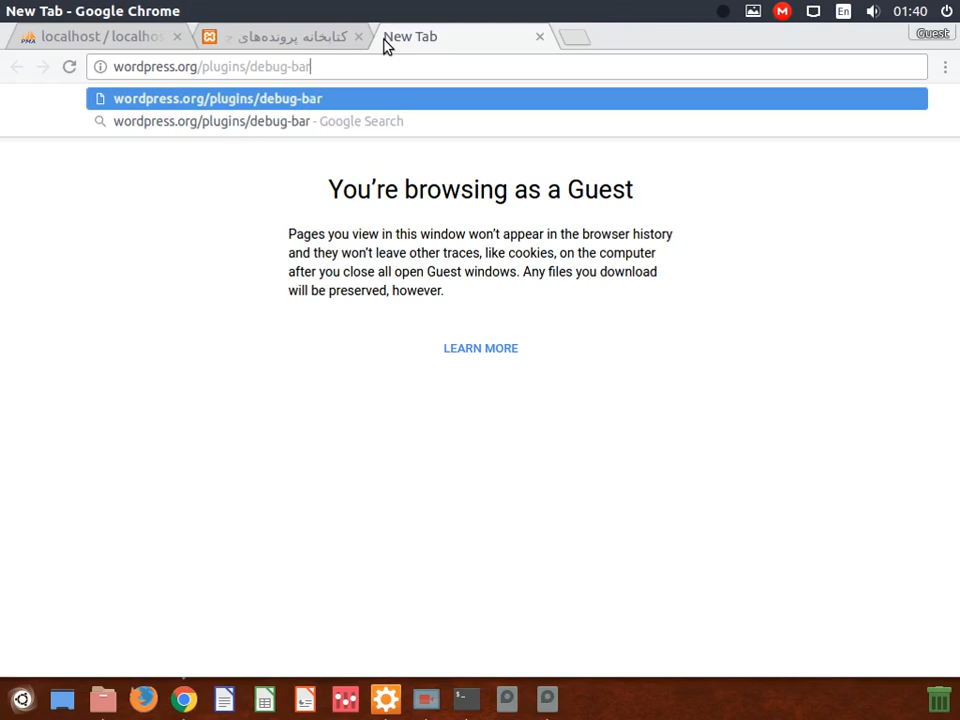 New Tab - Google Chrome
En
01:40
localhost / localhos
کتابخانه پرونده‌های
New Tab
Guest
wordpress.org/plugins/debug-bar
wordpress.org/plugins/debug-bar
wordpress.org/plugins/debug-bar - Google Search
You're browsing as a Guest
Pages you view in this window won't appear in the browser history
and they won't leave other traces, like cookies, on the computer
after you close all open Guest windows. Any files you download
will be preserved, however.
LEARN MORE